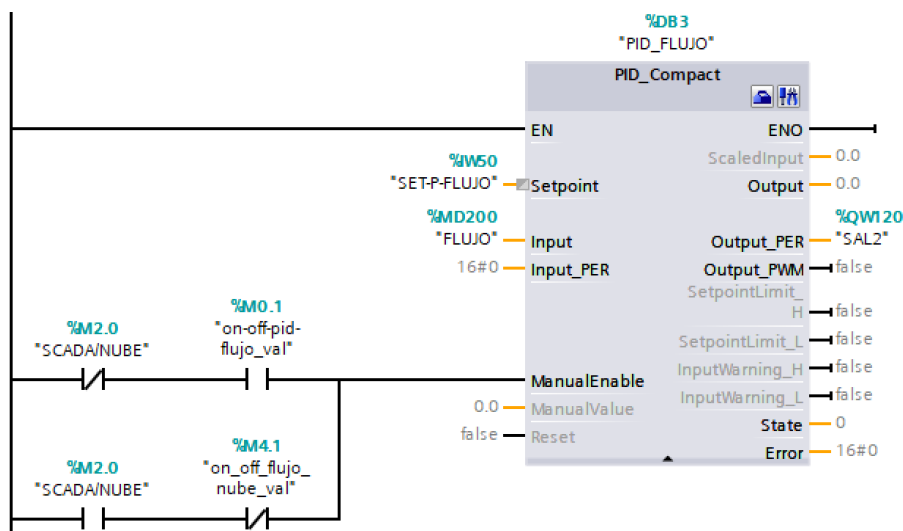 %DB3
"PID_FLUJO"
PID_Compact
EN
ENO
ScaledInput
0.0
%IW50
"SET-P-FLUJO"
Setpoint
Output
0.0
%MD200
"FLUJO"
Input
Output_PER
%QW120
"SAL2"
16#0
Input_PER
Output_PWM
false
SetpointLimit_
H
false
SetpointLimit_L
false
InputWarning_H
false
InputWarning_L
false
%M2.0
"SCADA/NUBE"
%M0.1
"on-off-pid-
flujo_val"
ManualEnable
0.0
ManualValue
State
0
false
Reset
Error
16#0
%M2.0
"SCADA/NUBE"
%M4.1
"on_off_flujo_
nube_val"